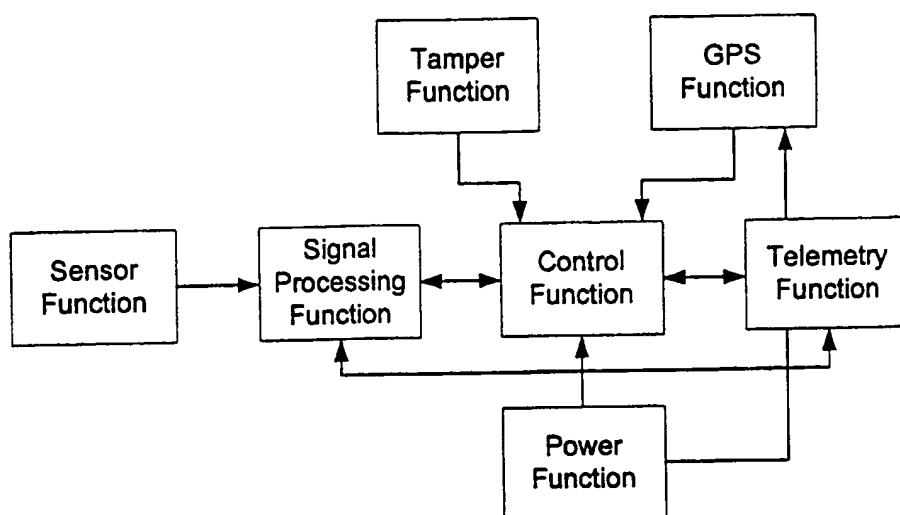 Tamper
Function
GPS
Function
Sensor
Function
Signal
Processing
Function
Control
Function
Telemetry
Function
Power
Function